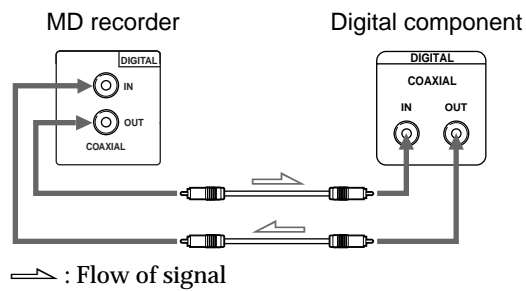 MD recorder
Digital component
DIGITAL
IN
OUT
COAXIAL
DIGITAL
COAXIAL
IN OUT
: Flow of signal